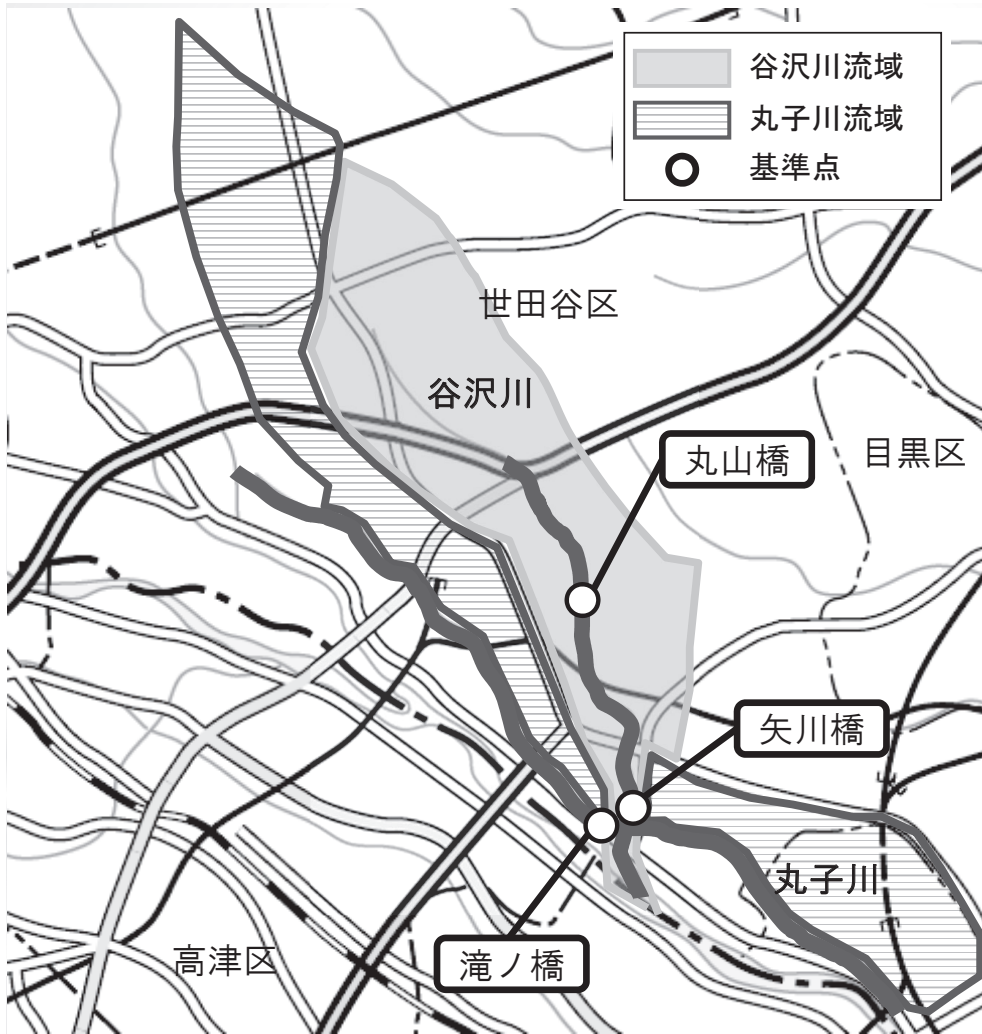 谷沢川流域
丸子川流域
基準点
世田谷区
谷沢川
丸山橋
目黒区
矢川橋
丸子川
高津区
滝ノ橋